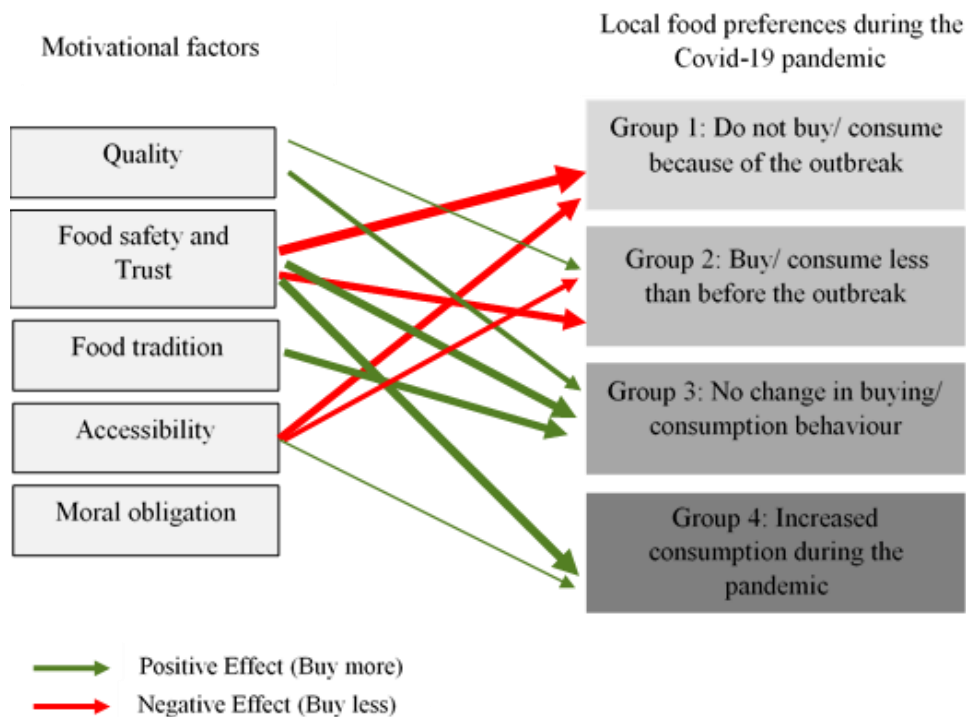 Motivational factors
Local food preferences during the
Covid-19 pandemic
Quality
Food safety and
Trust
Food tradition
Accessibility
Moral obligation
Group 1: Do not buy/ consume
because of the outbreak
Group 2: Buy/ consume less
than before the outbreak
Group 3: No change in buying/
consumption behaviour
Group 4: Increased
consumption during the
pandemic
Positive Effect (Buy more)
Negative Effect (Buy less)